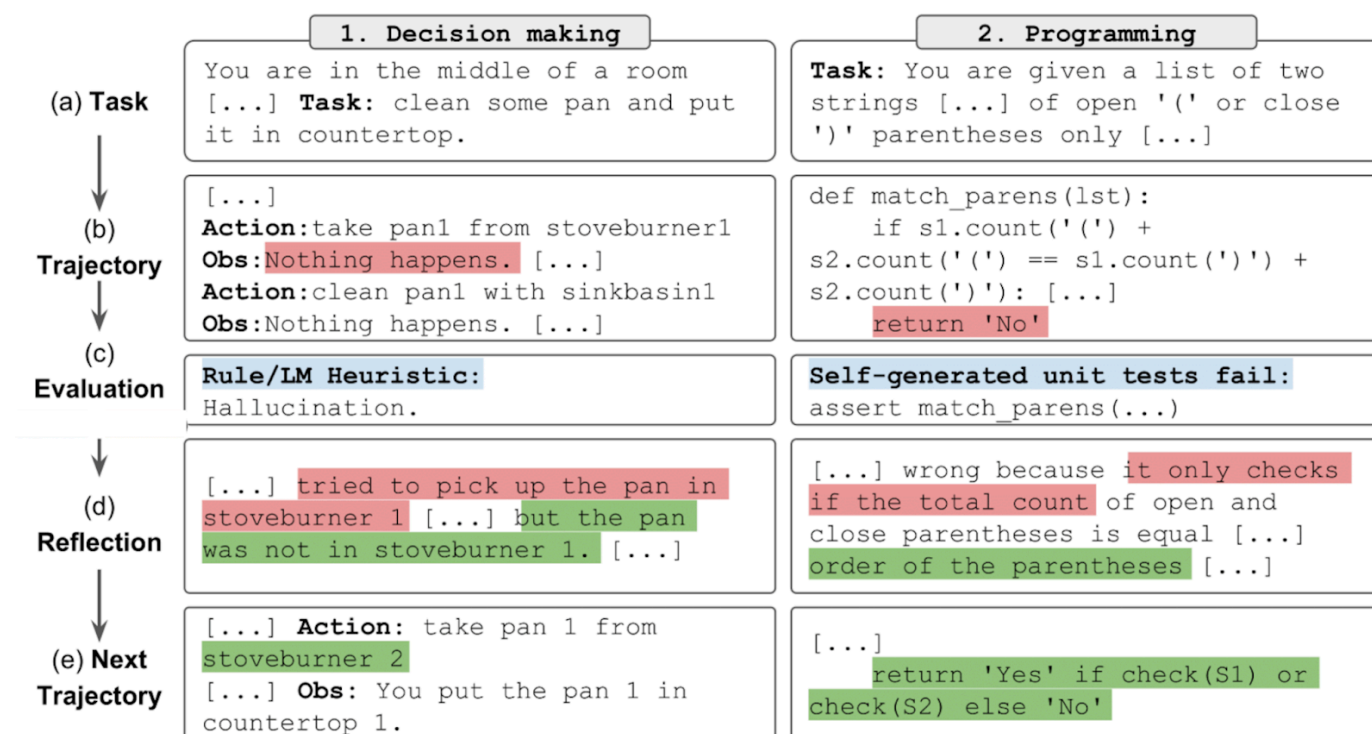 1. Decision making
2. Programming
(a) Task
You are in the middle of a room
[...] Task: clean some pan and put
it in countertop.
Task: You are given a list of two
strings [...] of open '(' or close
')' parentheses only [...]
(b)
Trajectory
[...]
Action:take pan1 from stoveburner1
Obs:Nothing happens. [...]
Action:clean pan1 with sinkbasin1
Obs:Nothing happens. [...]
def match_parens(lst):
if s1.count('(') +
s2.count('(') == s1.count(')') +
s2.count(')'): [...]
return 'No'
(c)
Evaluation
Rule/LM Heuristic:
Hallucination.
Self-generated unit tests fail:
assert match_parens(...)
(d)
Reflection
[...] tried to pick up the pan in
stoveburner 1 [...] but the pan
was not in stoveburner 1. [...]
[...] wrong because it only checks
if the total count of open and
close parentheses is equal [...]
order of the parentheses [...]
(e) Next
Trajectory
[...] Action: take pan 1 from
stoveburner 2
[...] Obs: You put the pan 1 in
countertop 1.
[...]
return 'Yes' if check(S1) or
check(S2) else 'No'